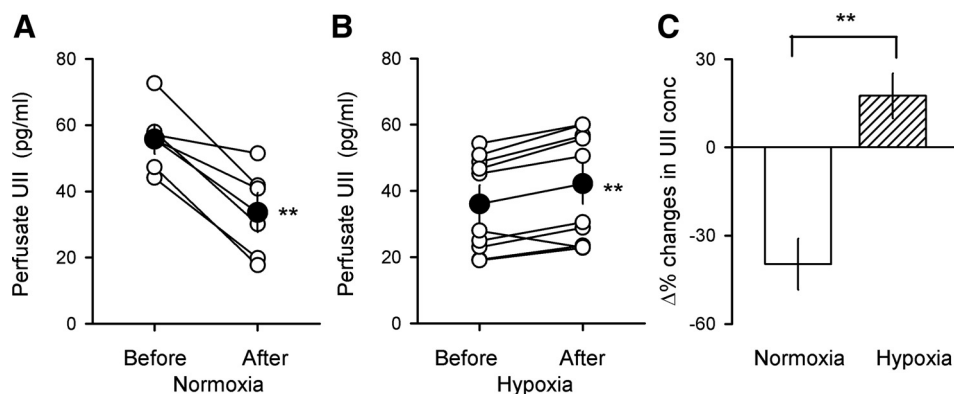 A
Perfusate UII (pg/ml)
80
60
40
20
0
**
Before After
Normoxia
B
Perfusate UII (pg/ml)
80
60
40
20
0
**
Before After
Hypoxia
C
**
Δ% changes in UII conc
30
0
-30
-60
Normoxia Hypoxia